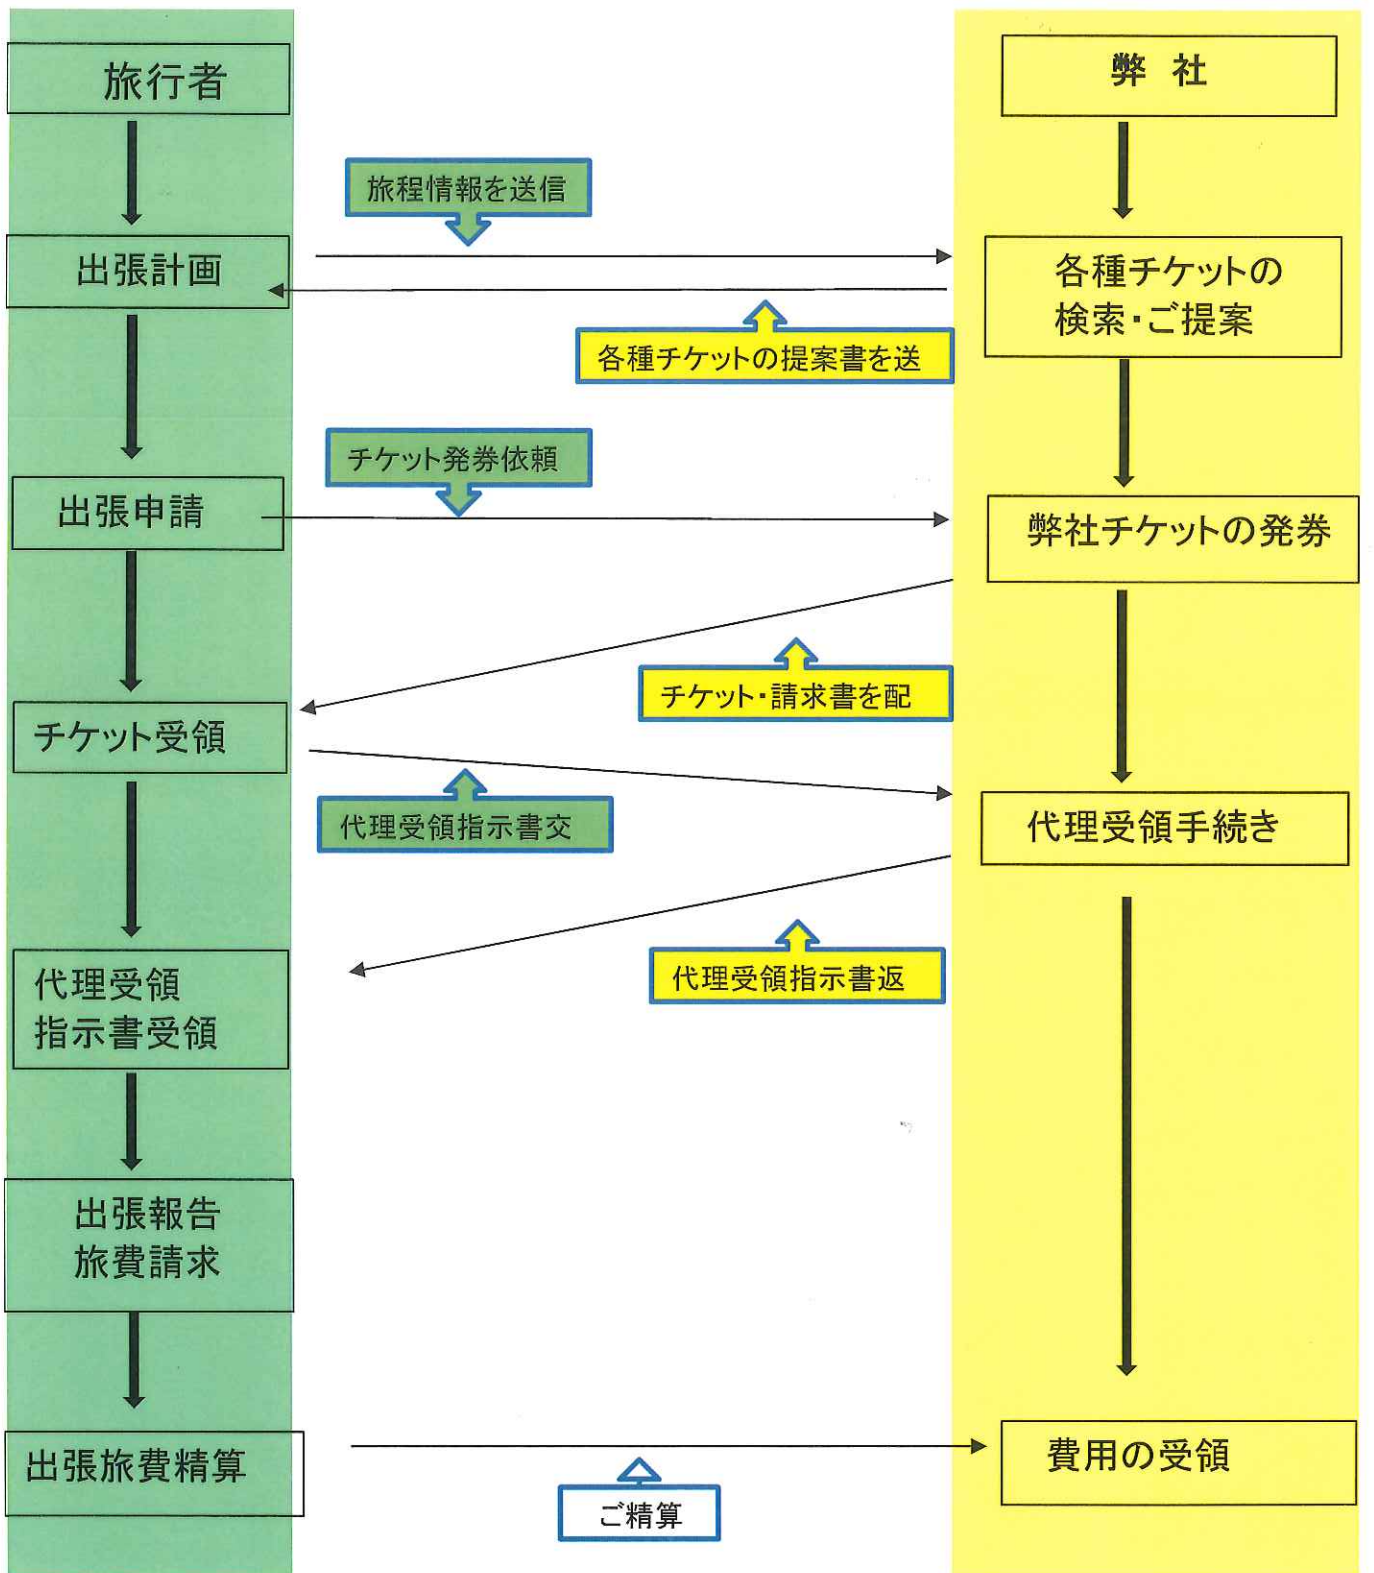 旅行者
弊 社
旅程情報を送信
出張計画
各種チケットの
検索・ご提案
各種チケットの提案書を送
チケット発券依頼
出張申請
弊社チケットの発券
チケット・請求書を配
チケット受領
代理受領指示書交
代理受領手続き
代理受領指示書返
代理受領
指示書受領
出張報告
旅費請求
出張旅費精算
費用の受領
ご精算